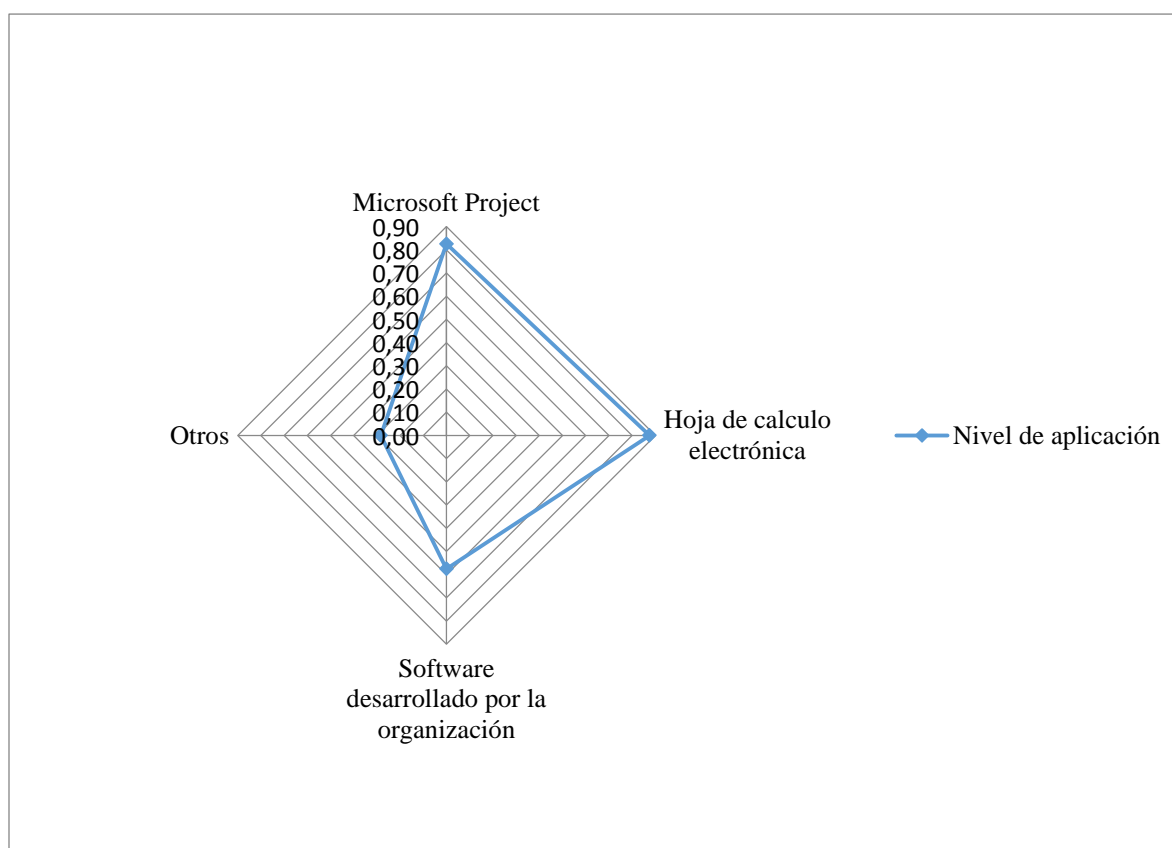 Microsoft Project
0,90
0,80
0,70
0,60
0,50
0,40
0,30
0,20
0,10
0,00
Otros
Hoja de calculo
electrónica
Nivel de aplicación
Software
desarrollado por la
organización